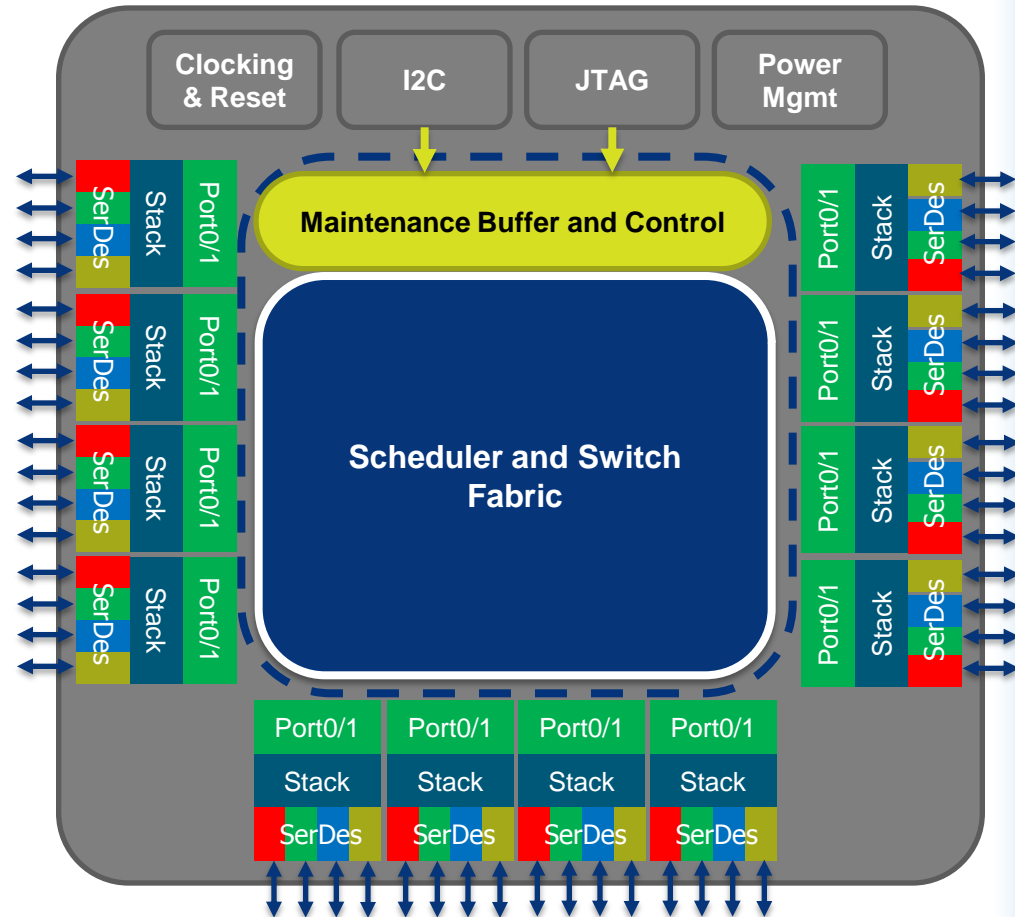 Clocking
& Reset
I2C
JTAG
Power
Mgmt
Maintenance Buffer and Control
Scheduler and Switch
Fabric
SerDes
Stack
Port0/1
SerDes
Stack
Port0/1
SerDes
Stack
Port0/1
SerDes
Stack
Port0/1
Port0/1
Stack
SerDes
Port0/1
Stack
SerDes
Port0/1
Stack
SerDes
Port0/1
Stack
SerDes
Port0/1 Port0/1 Port0/1 Port0/1
Stack Stack Stack Stack
SerDes SerDes SerDes SerDes